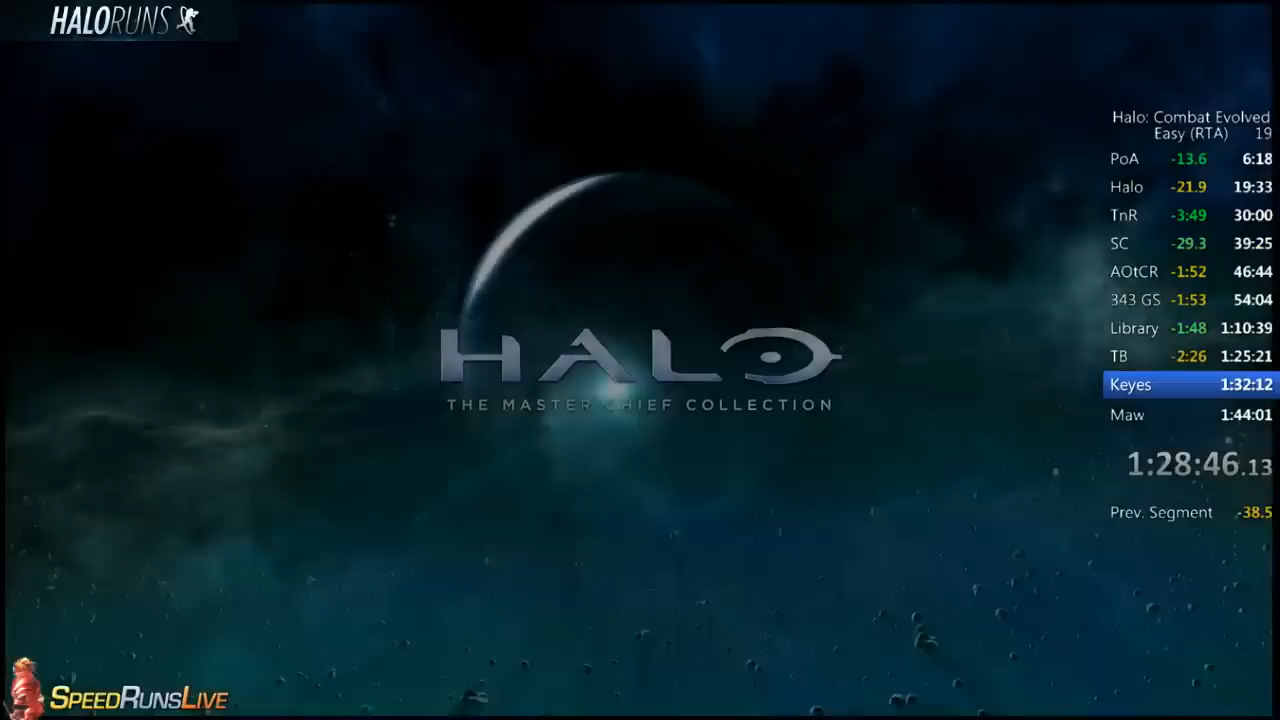 HALORUNS
HALO
THE MASTER CHIEF COLLECTION
Halo: Combat Evolved
Easy (RTA) 19
PoA -13.6 6:18
Halo -21.9 19:33
TnR -3:49 30:00
SC -29.3 39:25
AOtCR -1:52 46:44
343 GS -1:53 54:04
Library -1:48 1:10:39
TB -2:26 1:25:21
Keyes 1:32:12
Maw 1:44:01
1:28:46.13
Prev. Segment -38.5
SPEEDRUNSLIVE